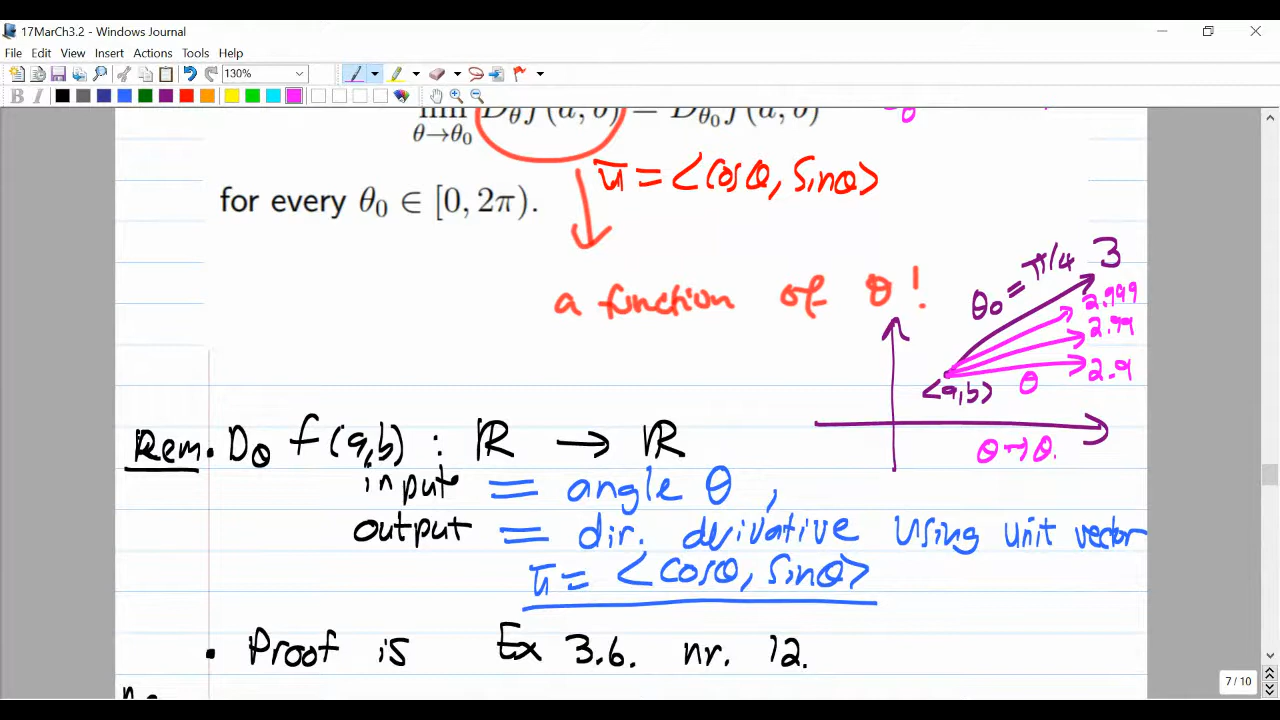 17MarCh3.2 - Windows Journal
File Edit View Insert Actions Tools Help
130%
B I
lim D_θ f(a, b) = D_θ₀ f(a, b)
θ→θ₀
ū = <cosθ, sinθ>
for every θ₀ ∈ [0, 2π).
a function of θ!
θ₀ = π/4 3
2.999
2.99
2.9
θ
<a,b>
θ→θ.
Rem. D_θ f(a,b) : ℝ → ℝ
input = angle θ,
output = dir. derivative using unit vector
ū = <cosθ, sinθ>
• Proof is Ex 3.6. nr. 12.
7 / 10